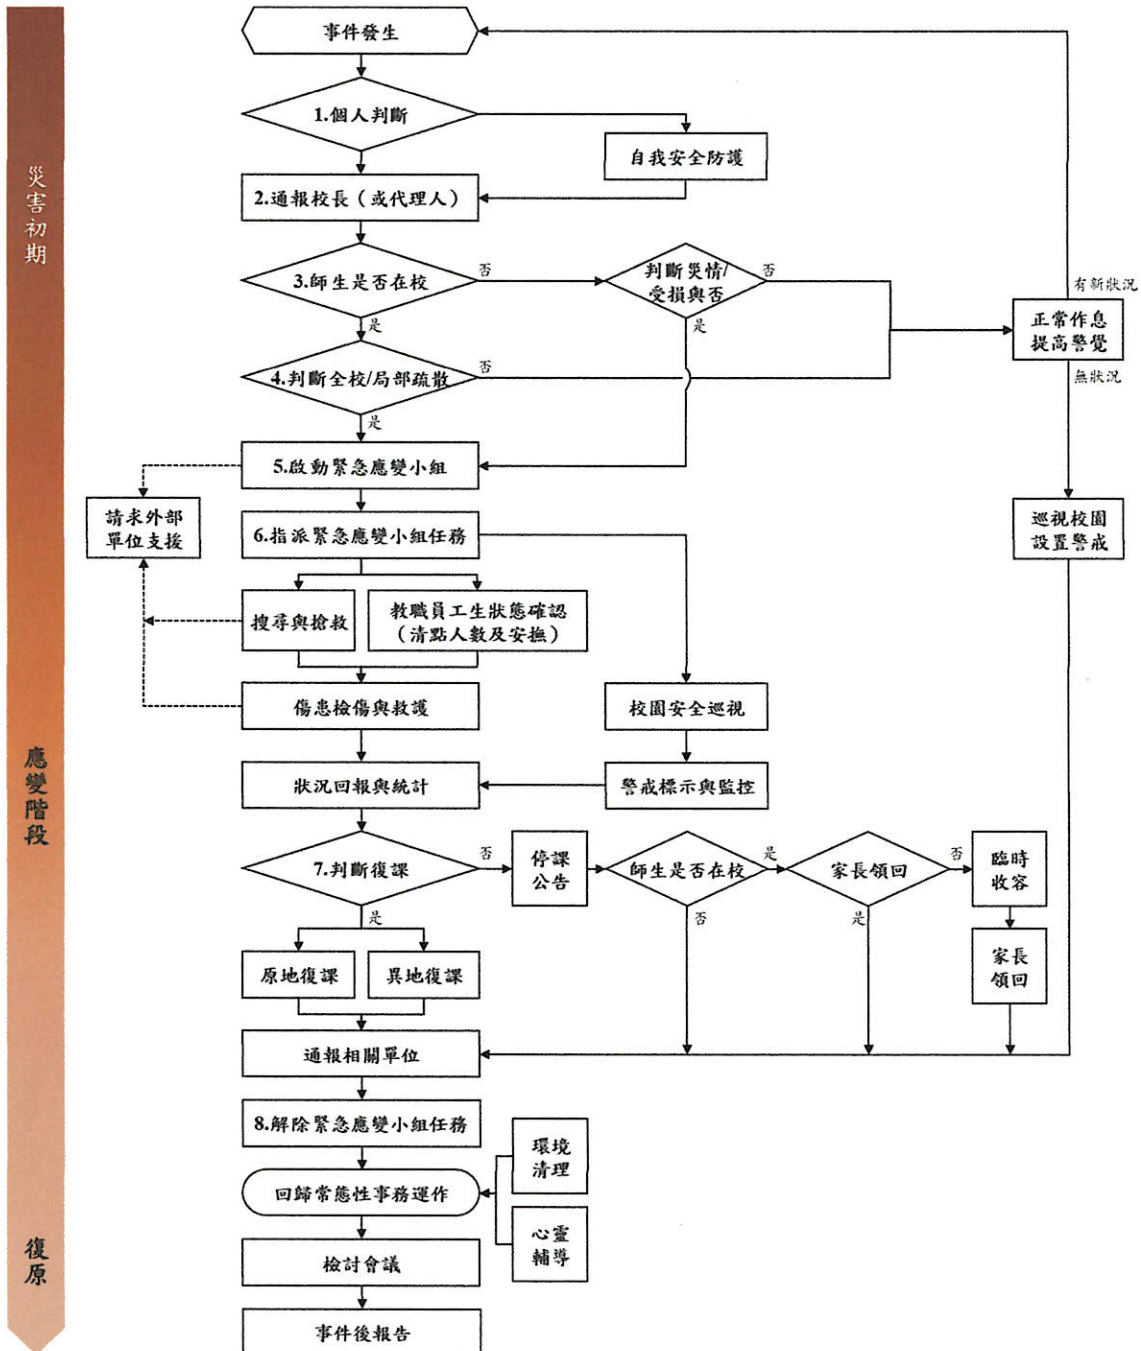 災害初期
應變階段
復原
事件發生
1.個人判斷
自我安全防護
2.通報校長（或代理人）
3.師生是否在校
否
是
判斷災情/
受損與否
否
是
有新狀況
正常作息
提高警覺
無狀況
4.判斷全校/局部疏散
否
是
5.啟動緊急應變小組
請求外部
單位支援
6.指派緊急應變小組任務
巡視校園
設置警戒
搜尋與搶救
教職員工生狀態確認
（清點人數及安撫）
傷患檢傷與救護
校園安全巡視
狀況回報與統計
警戒標示與監控
7.判斷復課
否
是
停課
公告
師生是否在校
是
否
家長領回
否
是
臨時
收容
家長
領回
原地復課
異地復課
通報相關單位
8.解除緊急應變小組任務
環境
清理
回歸常態性事務運作
心靈
輔導
檢討會議
事件後報告